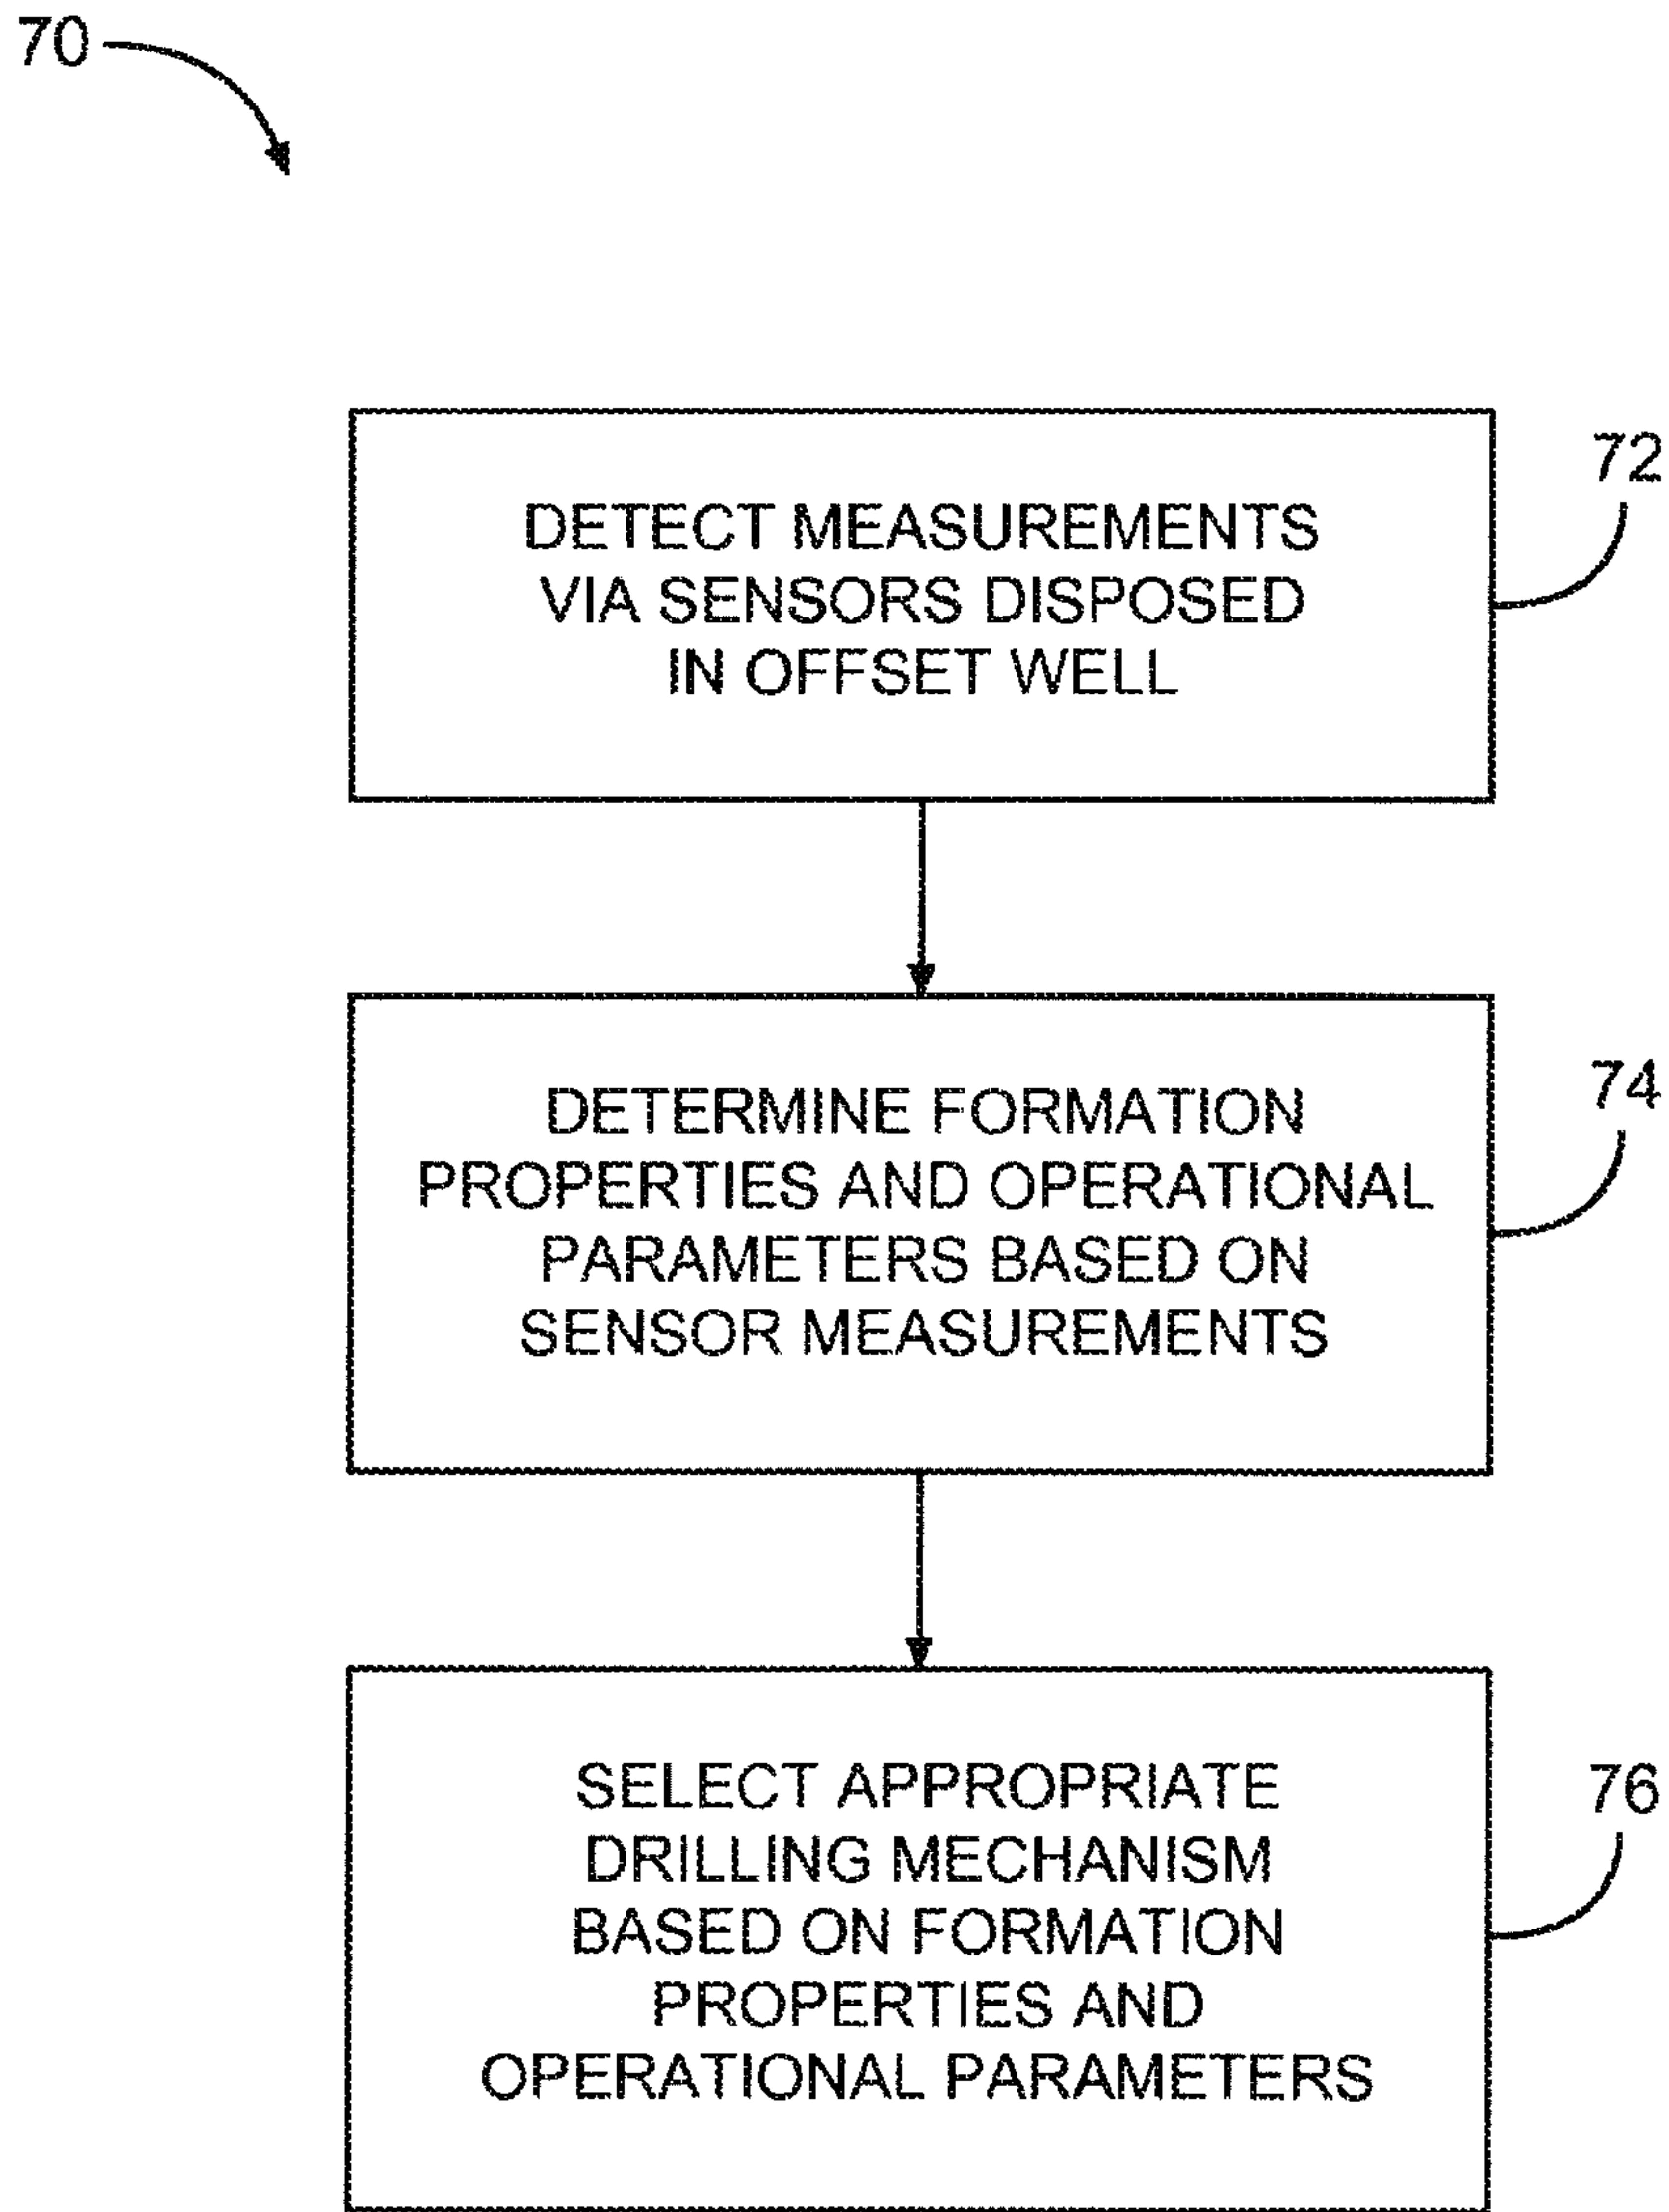 70
DETECT MEASUREMENTS
VIA SENSORS DISPOSED
IN OFFSET WELL
72
DETERMINE FORMATION
PROPERTIES AND OPERATIONAL
PARAMETERS BASED ON
SENSOR MEASUREMENTS
74
SELECT APPROPRIATE
DRILLING MECHANISM
BASED ON FORMATION
PROPERTIES AND
OPERATIONAL PARAMETERS
76